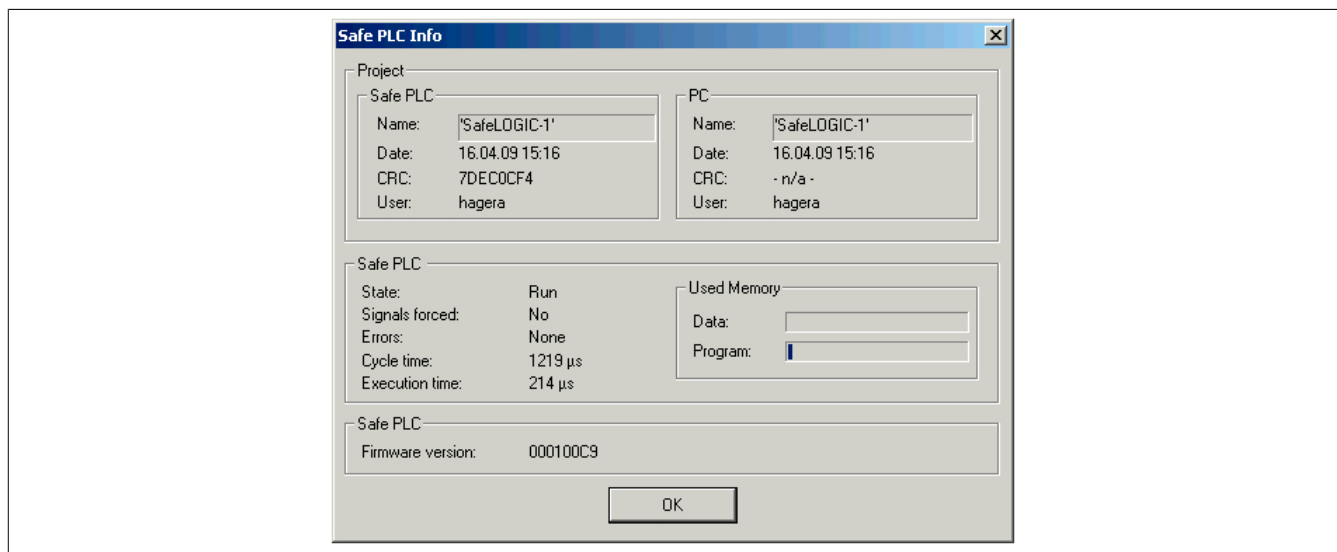 Safe PLC Info
Project
Safe PLC
Name: 'SafeLOGIC-1'
Date: 16.04.09 15:16
CRC: 7DEC0CF4
User: hagera
PC
Name: 'SafeLOGIC-1'
Date: 16.04.09 15:16
CRC: - n/a -
User: hagera
Safe PLC
State: Run
Signals forced: No
Errors: None
Cycle time: 1219 µs
Execution time: 214 µs
Used Memory
Data:
Program:
Safe PLC
Firmware version: 000100C9
OK